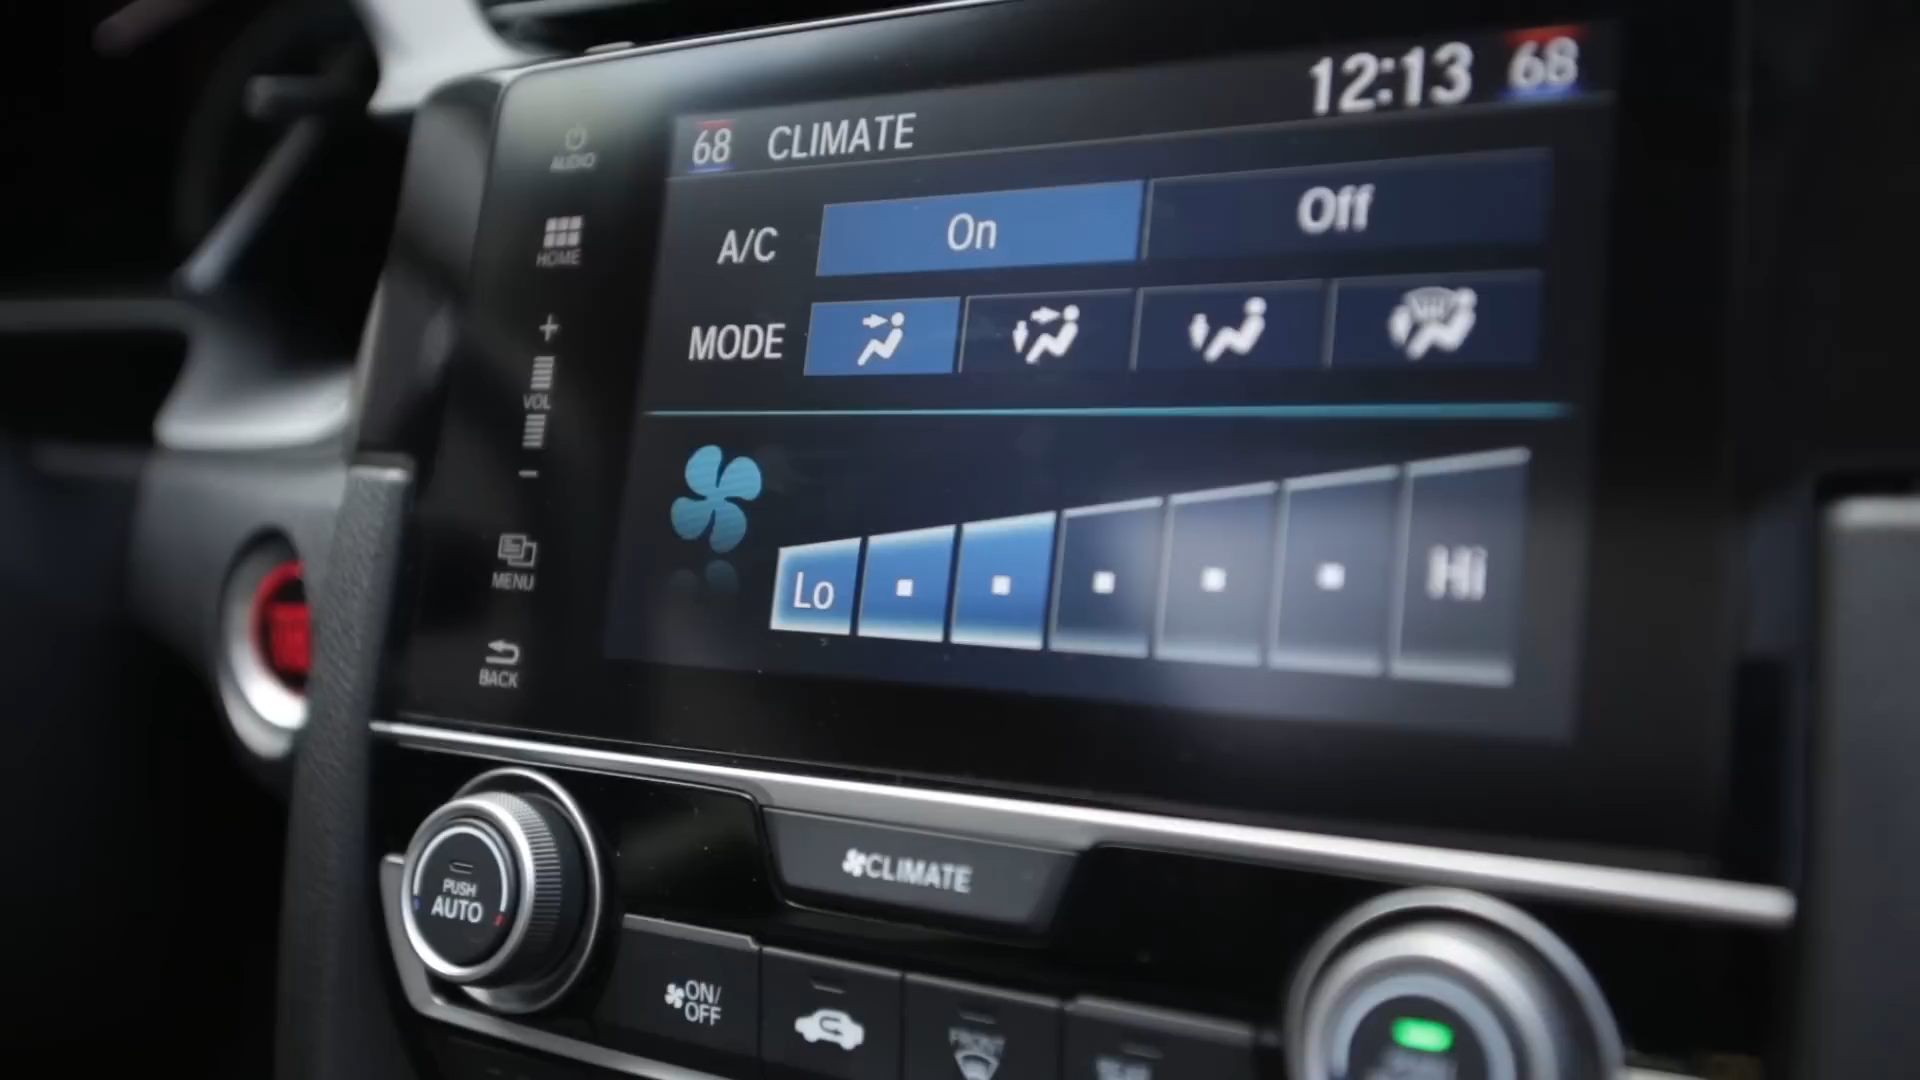 12:13 68
68 CLIMATE
AUDIO
A/C On Off
HOME
MODE
+
VOL
-
Lo Hi
MENU
BACK
CLIMATE
PUSH
AUTO
ON/
OFF
FRONT